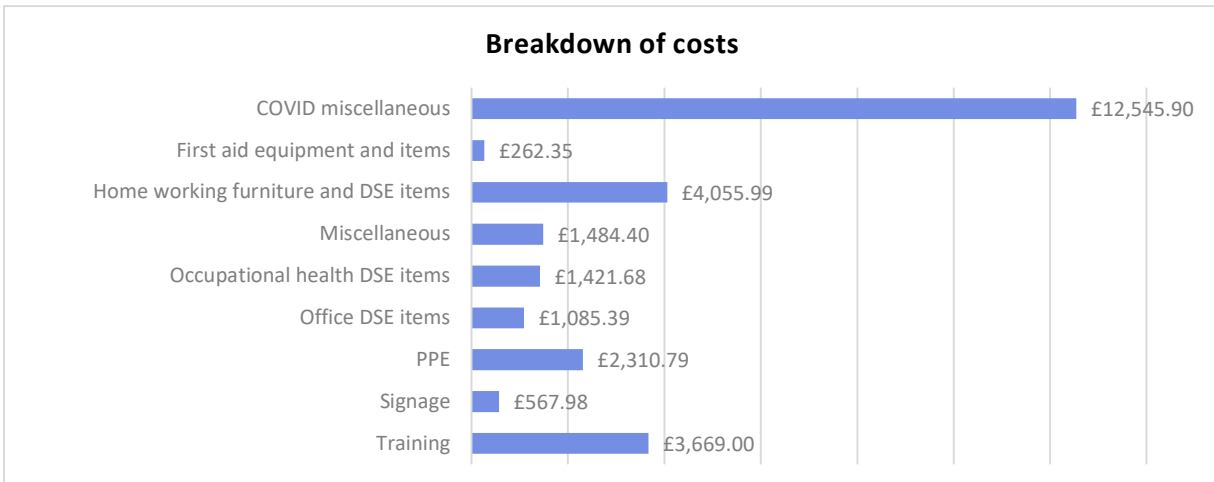 Breakdown of costs
COVID miscellaneous £12,545.90
First aid equipment and items £262.35
Home working furniture and DSE items £4,055.99
Miscellaneous £1,484.40
Occupational health DSE items £1,421.68
Office DSE items £1,085.39
PPE £2,310.79
Signage £567.98
Training £3,669.00